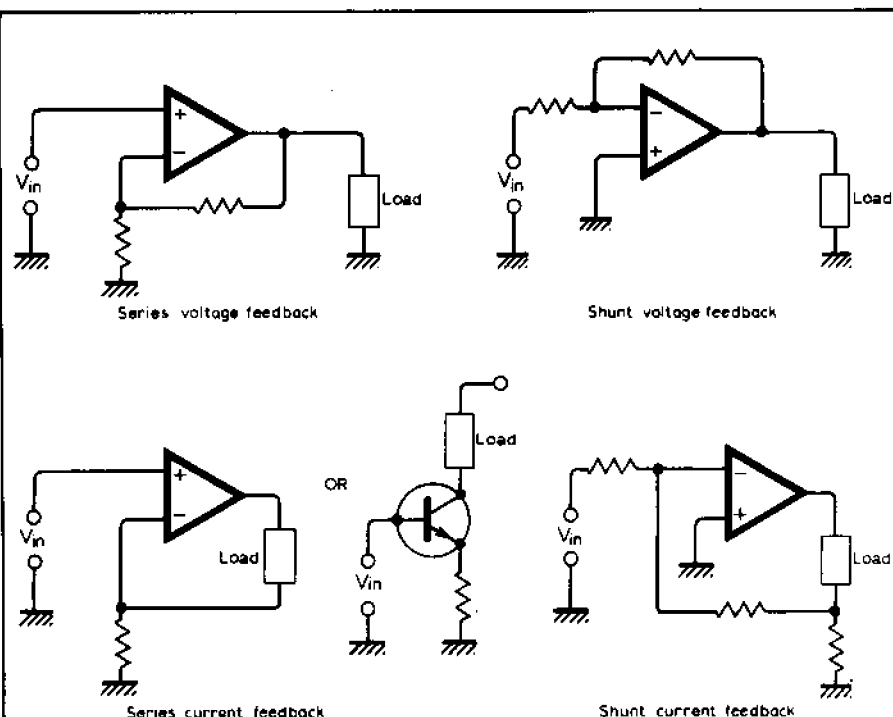 +
−
Vin
Load
Series voltage feedback
−
+
Vin
Load
Shunt voltage feedback
+
−
Vin
Load
Series current feedback
OR
Load
Vin
−
+
Vin
Load
Shunt current feedback